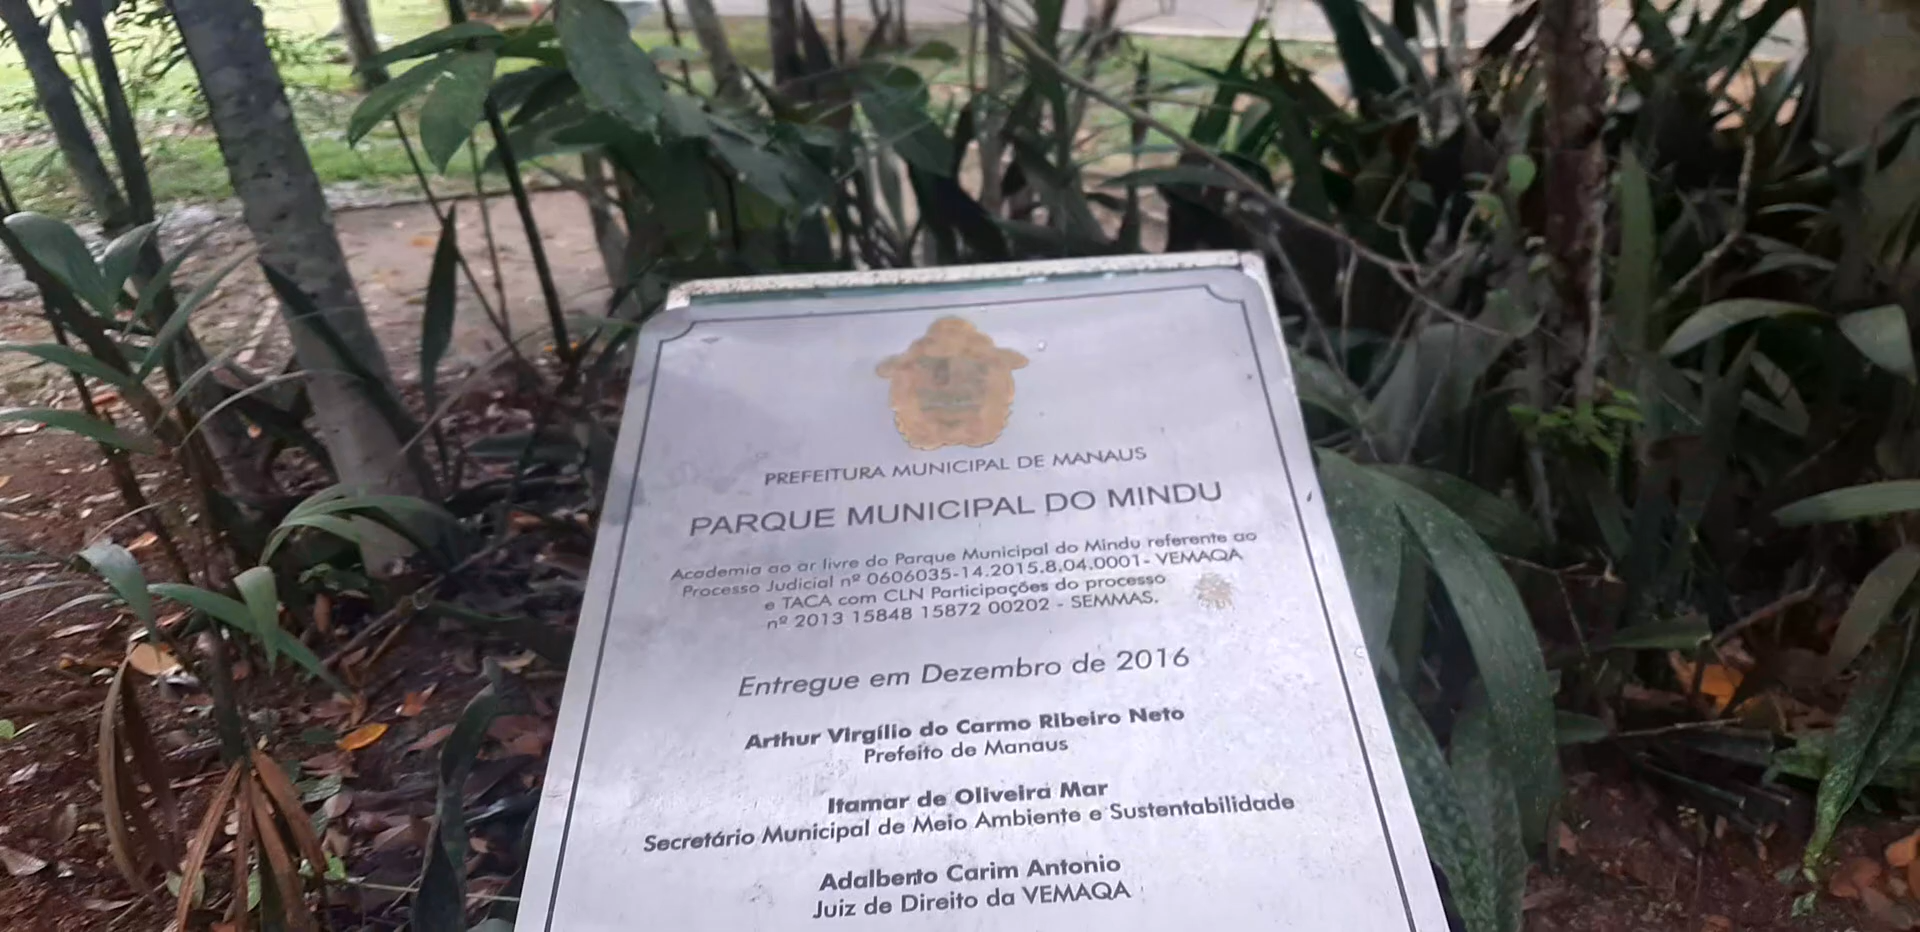 PREFEITURA MUNICIPAL DE MANAUS
PARQUE MUNICIPAL DO MINDU
Academia ao ar livre do Parque Municipal do Mindu referente ao
Processo Judicial nº 0606035-14.2015.8.04.0001- VEMAQA
e TACA com CLN Participações do processo
nº 2013 15848 15872 00202 - SEMMAS.
Entregue em Dezembro de 2016
Arthur Virgílio do Carmo Ribeiro Neto
Prefeito de Manaus
Itamar de Oliveira Mar
Secretário Municipal de Meio Ambiente e Sustentabilidade
Adalberto Carim Antonio
Juiz de Direito da VEMAQA